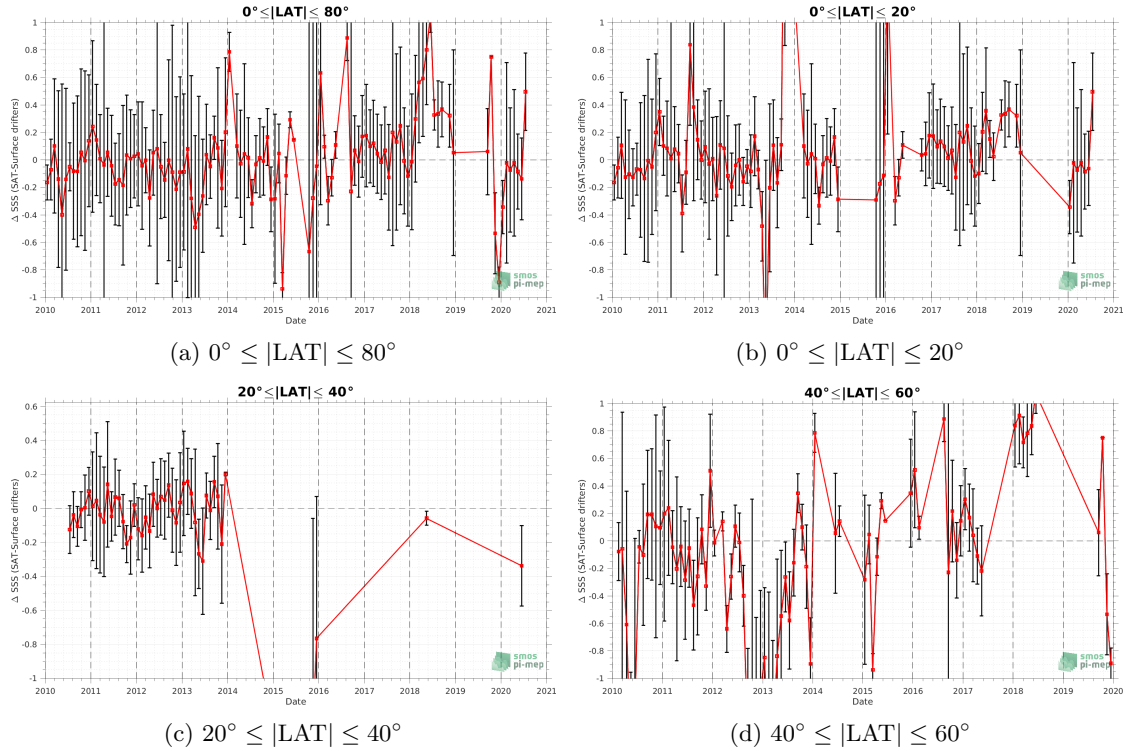 0°≤|LAT|≤ 80°
Δ SSS (SAT-Surface drifters)
1
0.8
0.6
0.4
0.2
0
-0.2
-0.4
-0.6
-0.8
-1
2010 2011 2012 2013 2014 2015 2016 2017 2018 2019 2020 2021
Date
smos
pi-mep
(a) 0° ≤ |LAT| ≤ 80°
0°≤|LAT|≤ 20°
Δ SSS (SAT-Surface drifters)
1
0.8
0.6
0.4
0.2
0
-0.2
-0.4
-0.6
-0.8
-1
2010 2011 2012 2013 2014 2015 2016 2017 2018 2019 2020 2021
Date
smos
pi-mep
(b) 0° ≤ |LAT| ≤ 20°
20°≤|LAT|≤ 40°
Δ SSS (SAT-Surface drifters)
0.6
0.4
0.2
0
-0.2
-0.4
-0.6
-0.8
-1
2010 2011 2012 2013 2014 2015 2016 2017 2018 2019 2020 2021
Date
smos
pi-mep
(c) 20° ≤ |LAT| ≤ 40°
40°≤|LAT|≤ 60°
Δ SSS (SAT-Surface drifters)
1
0.8
0.6
0.4
0.2
0
-0.2
-0.4
-0.6
-0.8
-1
2010 2011 2012 2013 2014 2015 2016 2017 2018 2019 2020
Date
smos
pi-mep
(d) 40° ≤ |LAT| ≤ 60°